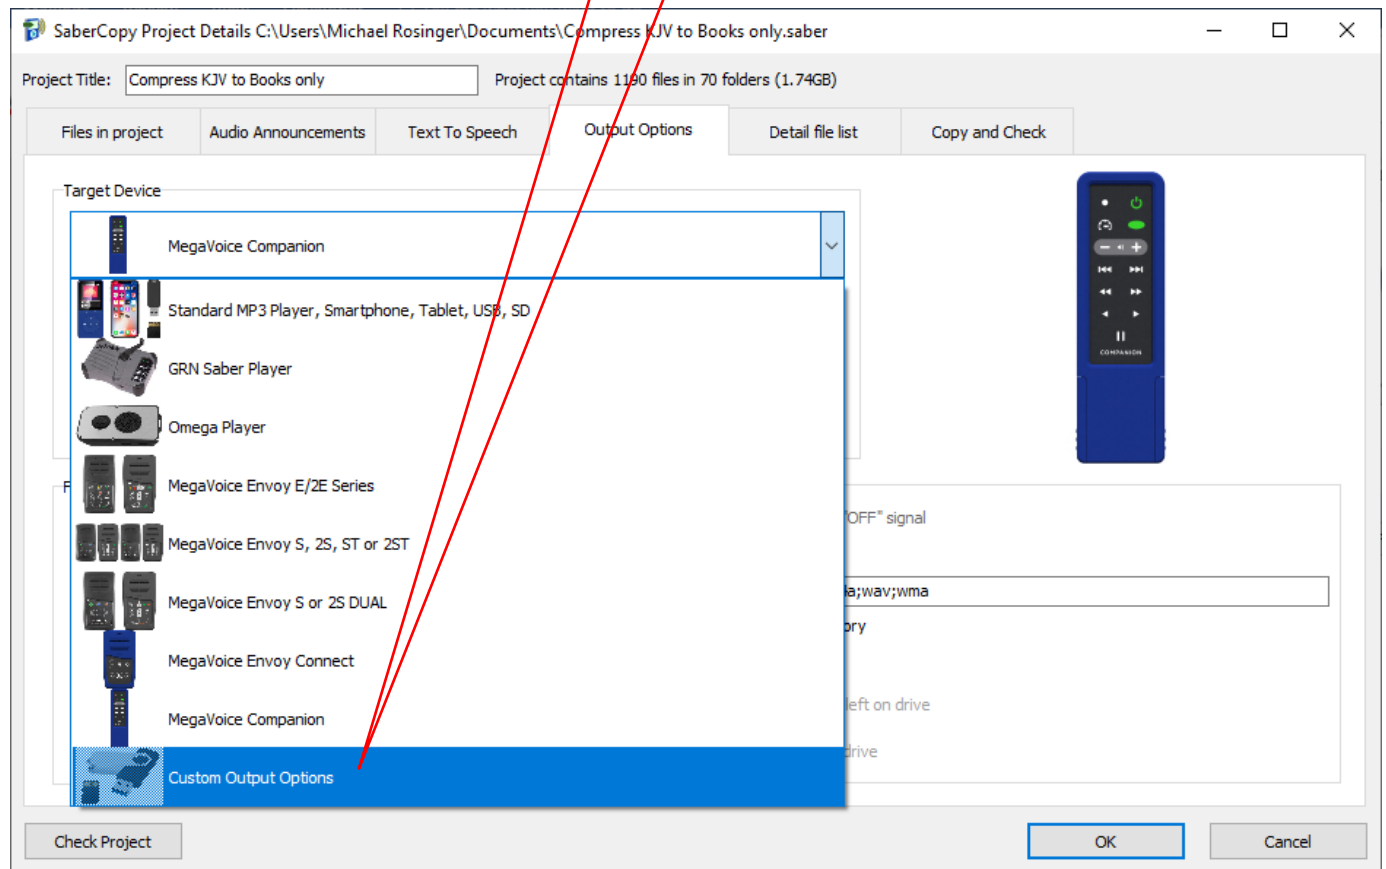 SaberCopy Project Details C:\Users\Michael Rosinger\Documents\Compress KJV to Books only.saber
Project Title: Compress KJV to Books only Project contains 1190 files in 70 folders (1.74GB)
Files in project Audio Announcements Text To Speech Output Options Detail file list Copy and Check
Target Device
MegaVoice Companion
Standard MP3 Player, Smartphone, Tablet, USB, SD
GRN Saber Player
Omega Player
MegaVoice Envoy E/2E Series
"OFF" signal
MegaVoice Envoy S, 2S, ST or 2ST
;wav;wma
MegaVoice Envoy S or 2S DUAL
MegaVoice Envoy Connect
left on drive
MegaVoice Companion
drive
Custom Output Options
COMPANION
Check Project OK Cancel